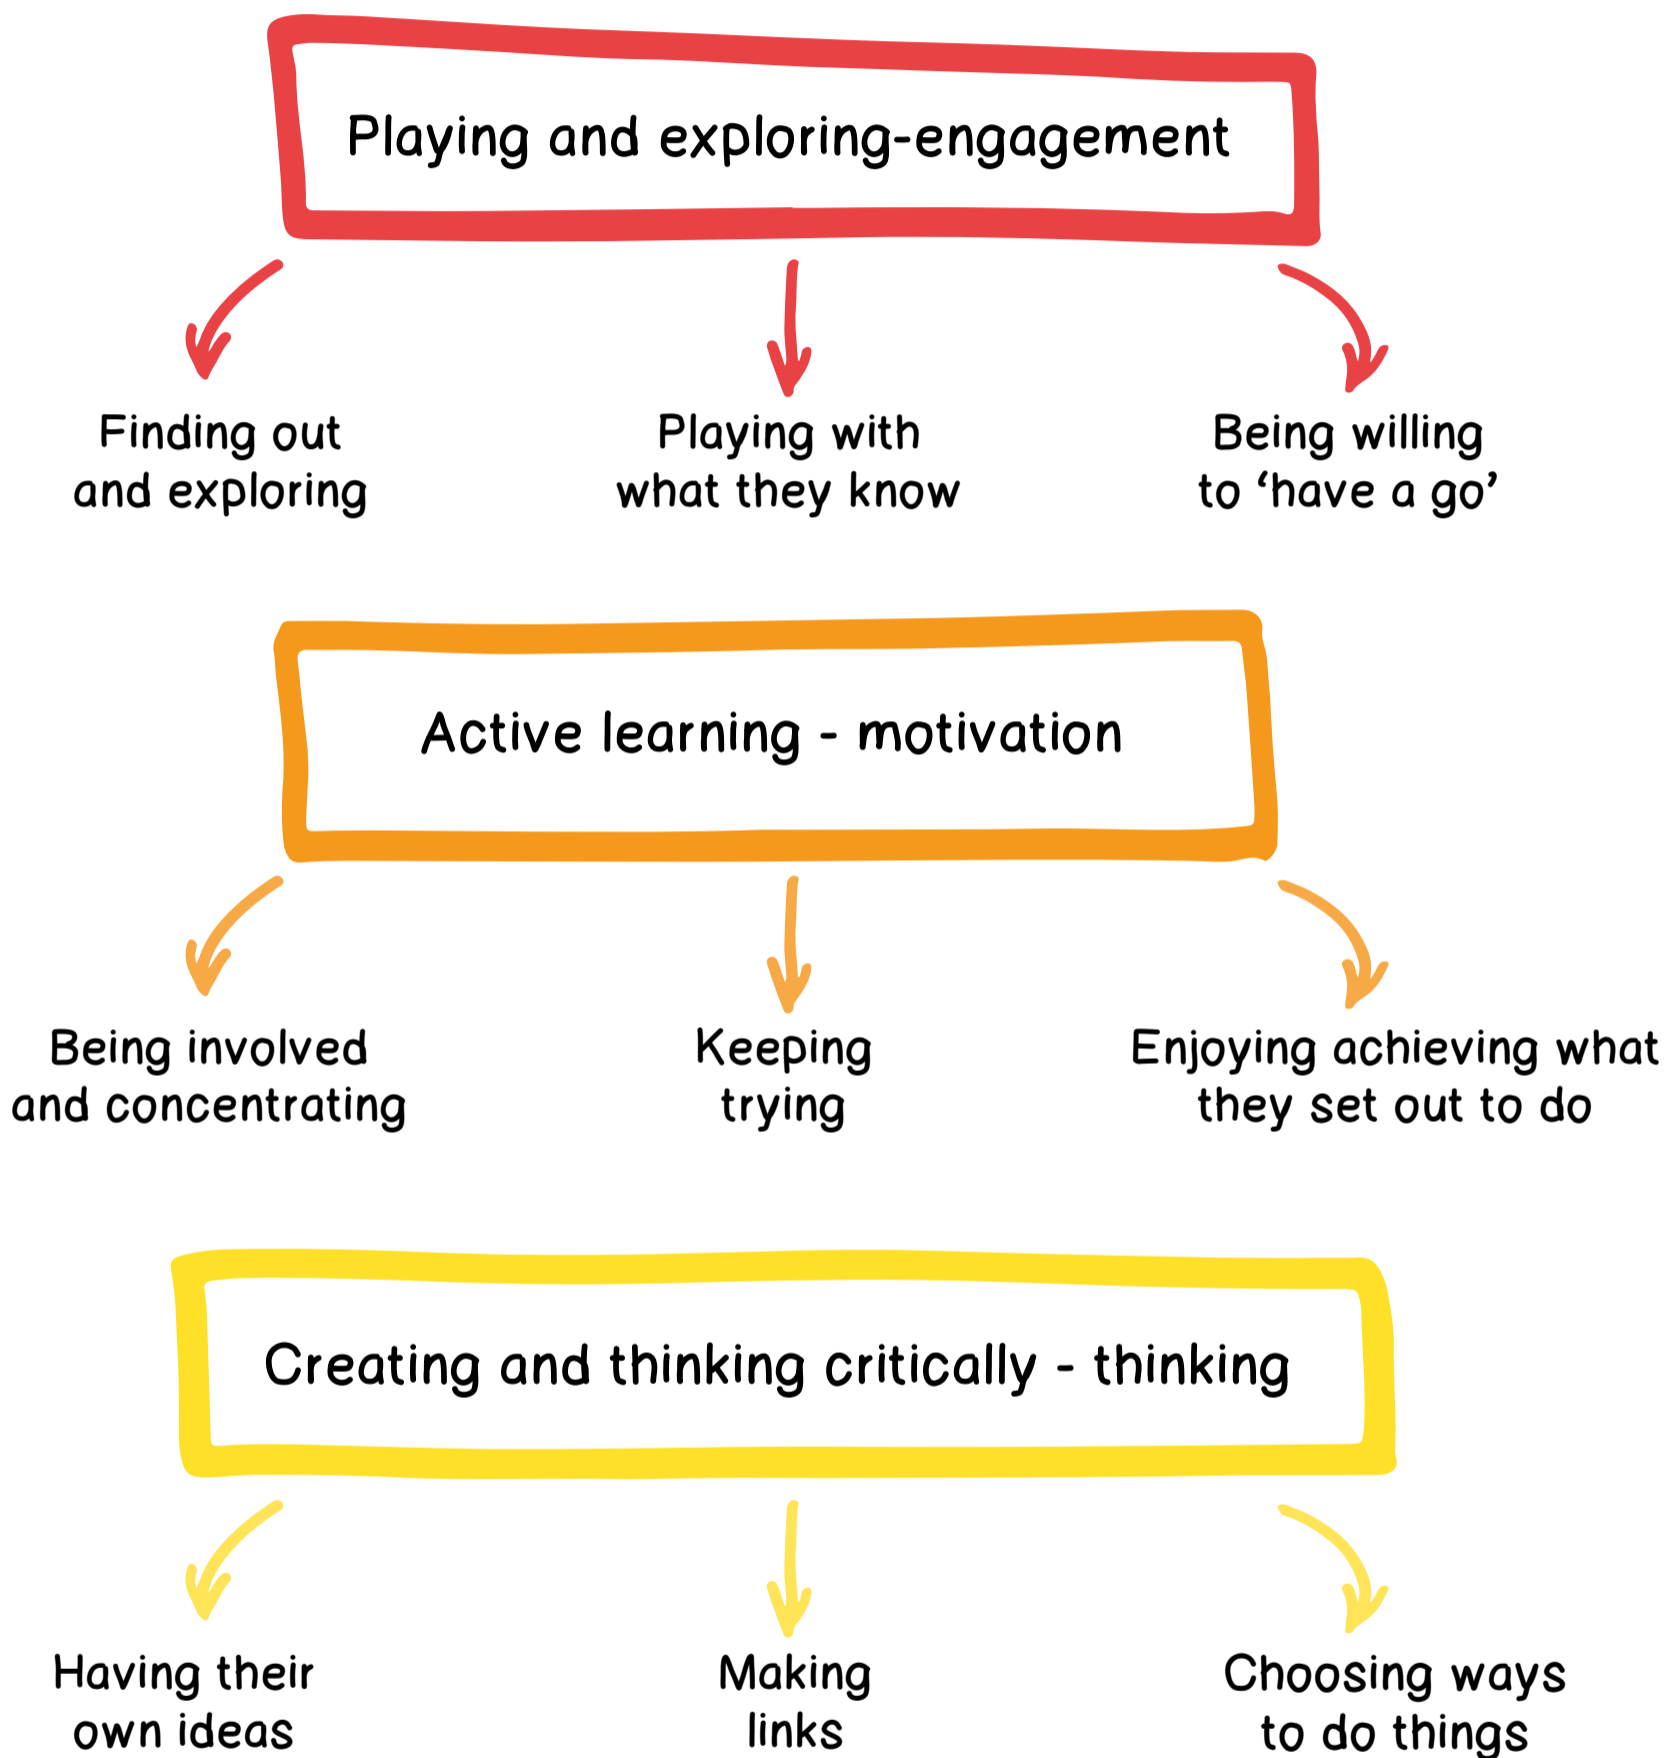 Playing and exploring-engagement
Finding out
and exploring
Playing with
what they know
Being willing
to ‘have a go’
Active learning - motivation
Being involved
and concentrating
Keeping
trying
Enjoying achieving what
they set out to do
Creating and thinking critically - thinking
Having their
own ideas
Making
links
Choosing ways
to do things